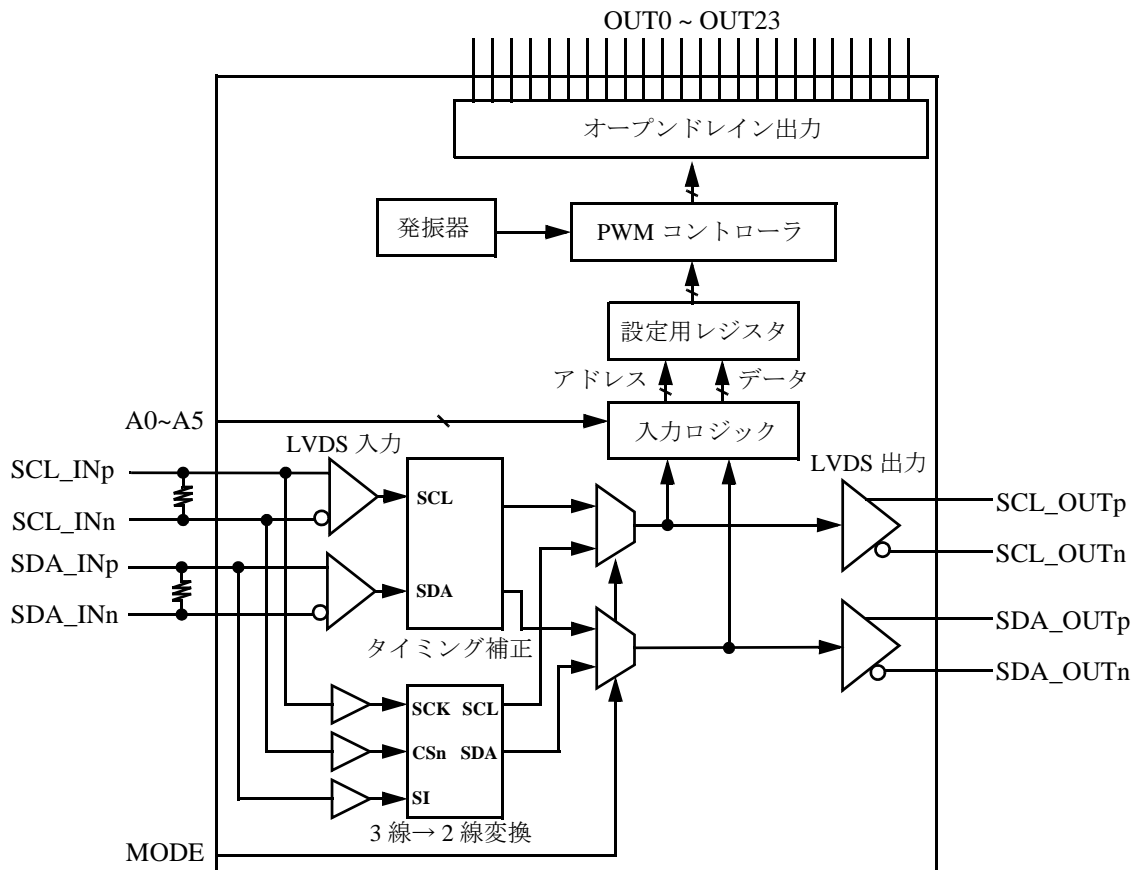 OUT0 ~ OUT23
オープンドレイン出力
発振器
PWM コントローラ
設定用レジスタ
アドレス
データ
A0~A5
入力ロジック
LVDS 入力
LVDS 出力
SCL_INp
SCL
SCL_OUTp
SCL_INn
SCL_OUTn
SDA_INp
SDA
SDA_OUTp
SDA_INn
タイミング補正
SDA_OUTn
SCK SCL
CSn SDA
SI
3 線→ 2 線変換
MODE